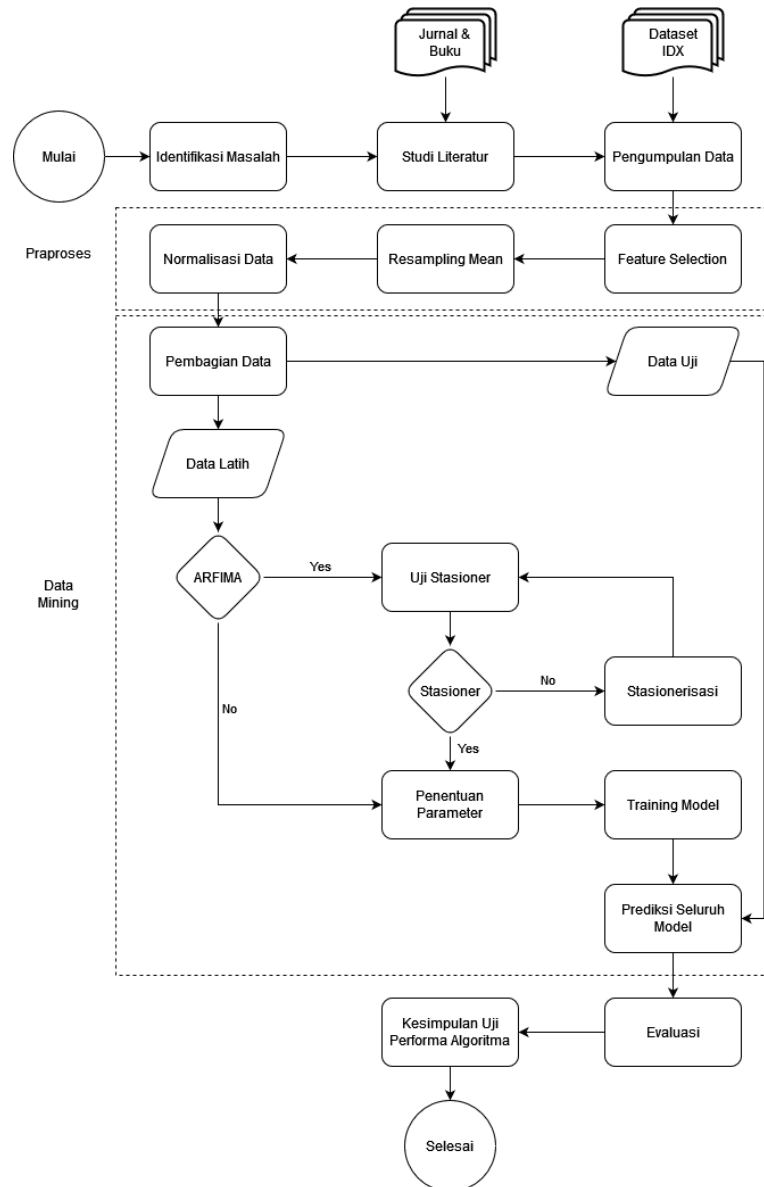 Jurnal &
Buku
Dataset
IDX
Mulai
Identifikasi Masalah
Studi Literatur
Pengumpulan Data
Praproses
Normalisasi Data
Resampling Mean
Feature Selection
Pembagian Data
Data Uji
Data Latih
Data
Mining
ARFIMA
Yes
Uji Stasioner
Stasioner
No
Stasionerisasi
No
Yes
Penentuan
Parameter
Training Model
Prediksi Seluruh
Model
Kesimpulan Uji
Performa Algoritma
Evaluasi
Selesai